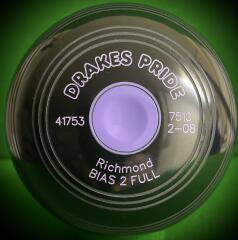 DRAKES PRIDE
41753
7513
2-08
Richmond
BIAS 2 FULL